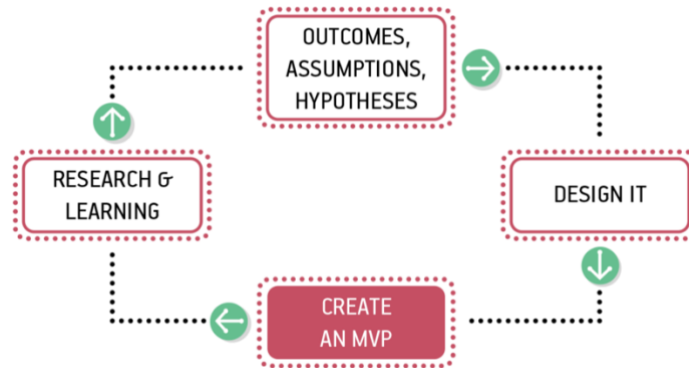 OUTCOMES,
ASSUMPTIONS,
HYPOTHESES
RESEARCH &
LEARNING
DESIGN IT
CREATE
AN MVP